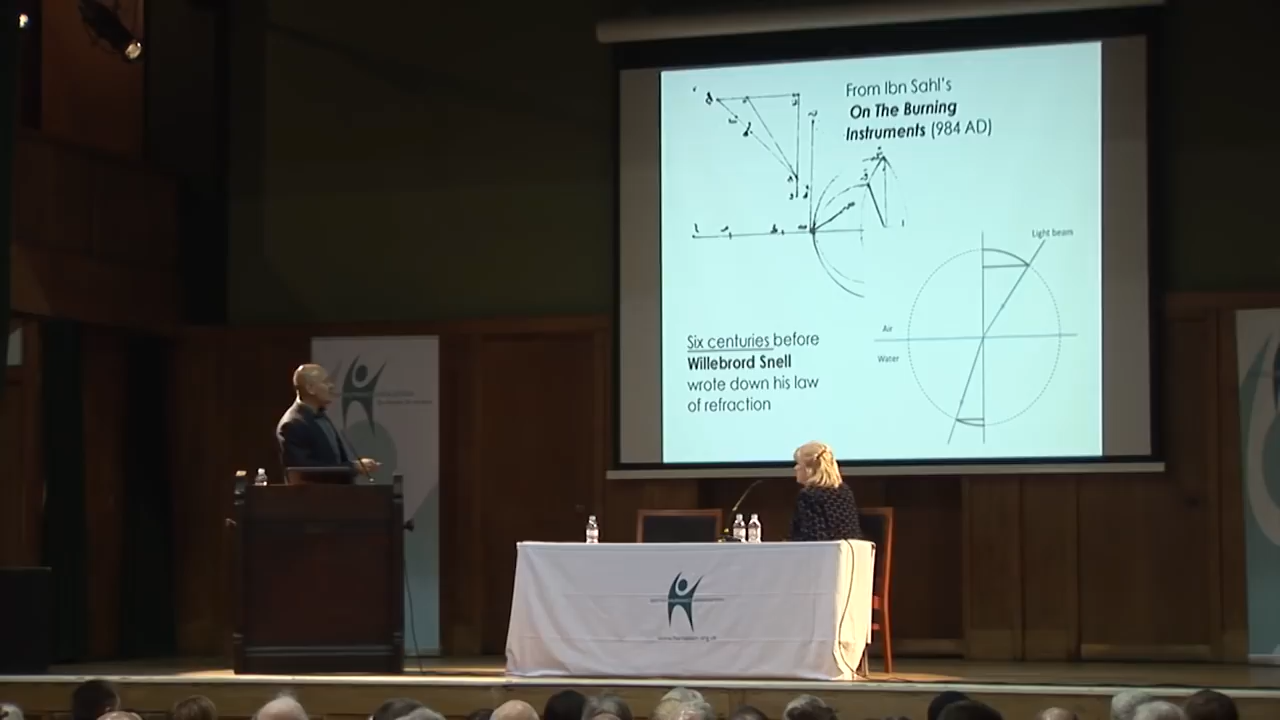 From Ibn Sahl's
On The Burning
Instruments (984 AD)
Light beam
Air
Water
Six centuries before
Willebrord Snell
wrote down his law
of refraction